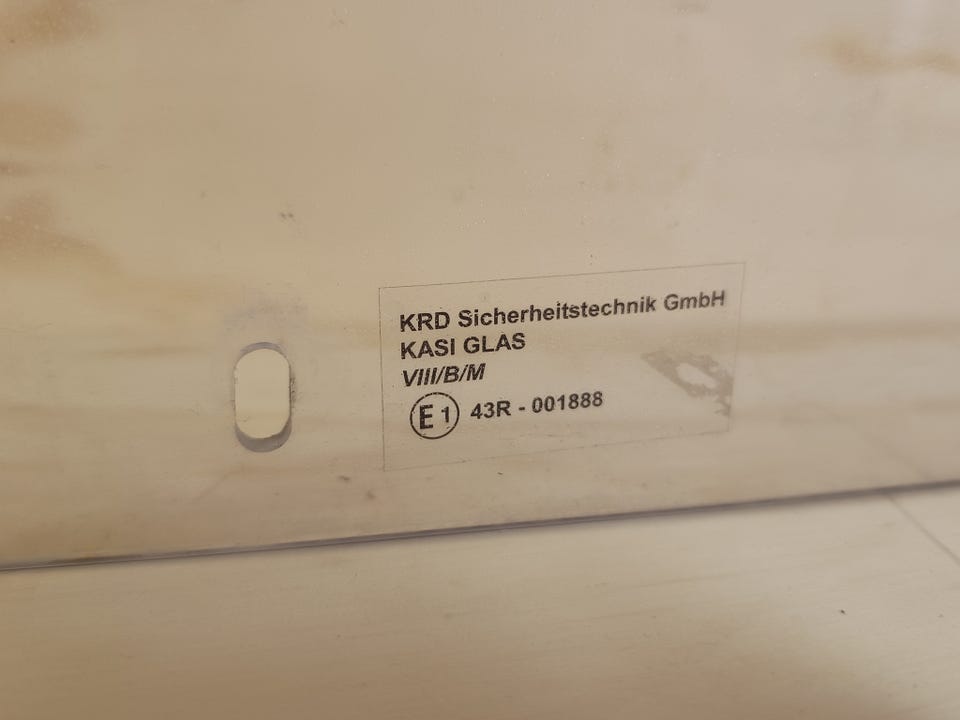 KRD Sicherheitstechnik GmbH
KASI GLAS
VIII/B/M
E1 43R - 001888